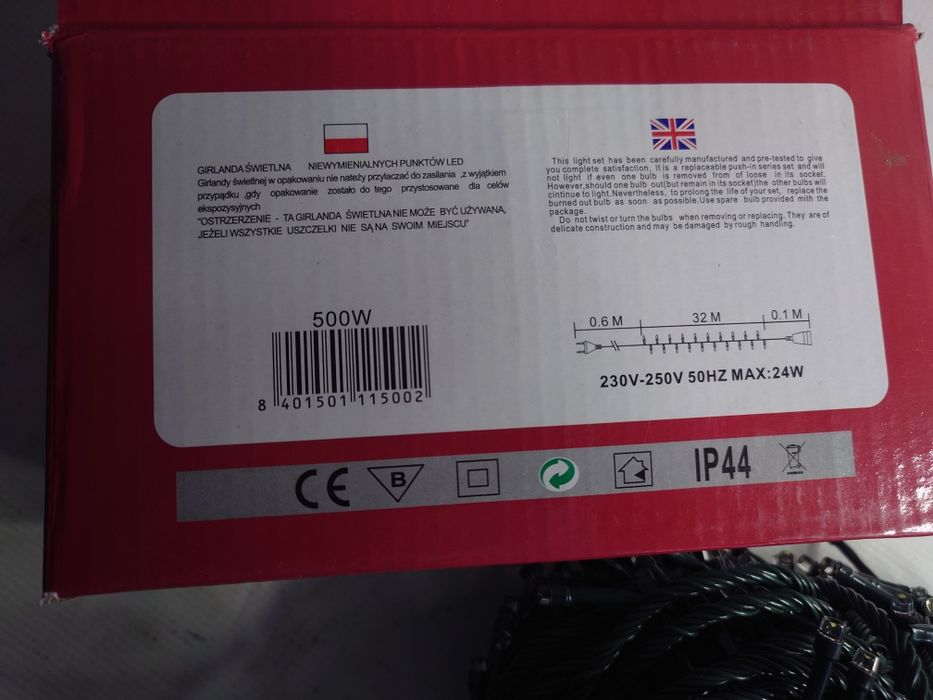 GIRLANDA ŚWIETLNA NIEWYMIENIALNYCH PUNKTÓW LED
Girlandy świetnej w opakowaniu nie nateży przyłaczać do zasilania ,z wyjątkiem
przypadku ,gdy opakowanie zostało do tego przystosowane dla celów
ekspozycyjnych
"OSTRZERZENIE - TA GIRLANDA ŚWIETLNA NIE MOŻE BYĆ UŻYWANA,
JEŻELI WSZYSTKIE USZCZELKI NIE SĄ NA SWOIM MIEJSCU"
This light set has been carefully manufactured and pre-tested to give
you complete satisfaction. It is a replaceable push-in series set and will
not light if even one bulb is removed from of loose in its socket.
However,should one bulb out(but remain in its socket)the other bulbs will
continue to light.Nevertheless, to prolong the life of your set, replace the
burned out bulb as soon as possible.Use spare bulb provided mith the
package.
Do not twist or turn the bulbs when removing or replacing. They are of
delicate construction and may be damaged by rough handling.
500W
8 401501 115002
0.6 M 32 M 0.1 M
230V-250V 50HZ MAX:24W
CE B IP44